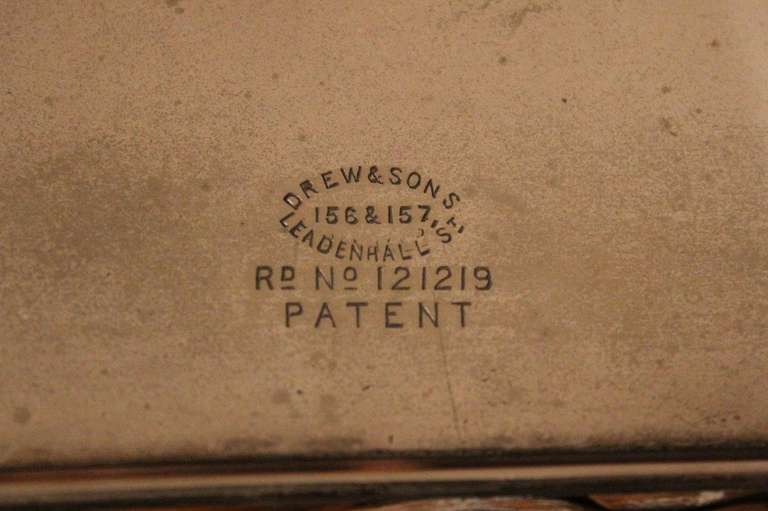 DREW & SONS
156 & 157,
LEADENHALL ST.
RD NO 121219
PATENT